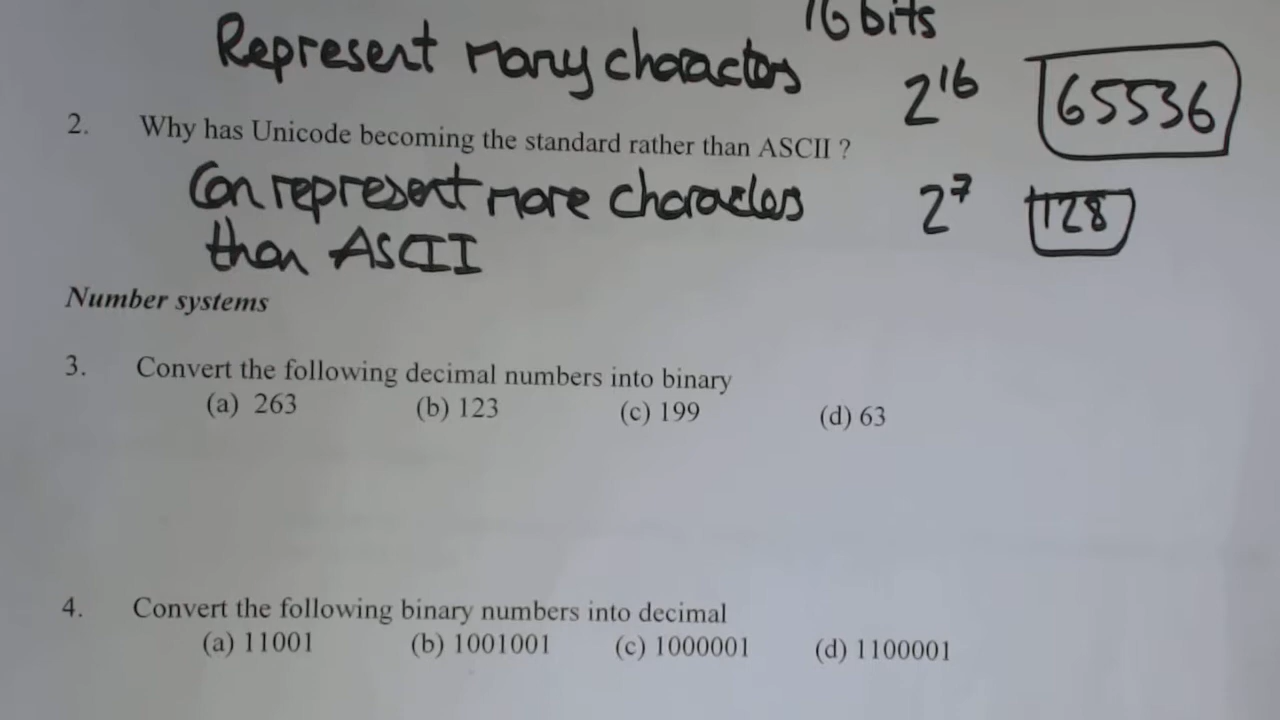 16 bits
Represent many characters
2^16 65536
2. Why has Unicode becoming the standard rather than ASCII ?
Can represent more characters 2^7 128
than ASCII
Number systems
3. Convert the following decimal numbers into binary
(a) 263 (b) 123 (c) 199 (d) 63
4. Convert the following binary numbers into decimal
(a) 11001 (b) 1001001 (c) 1000001 (d) 1100001